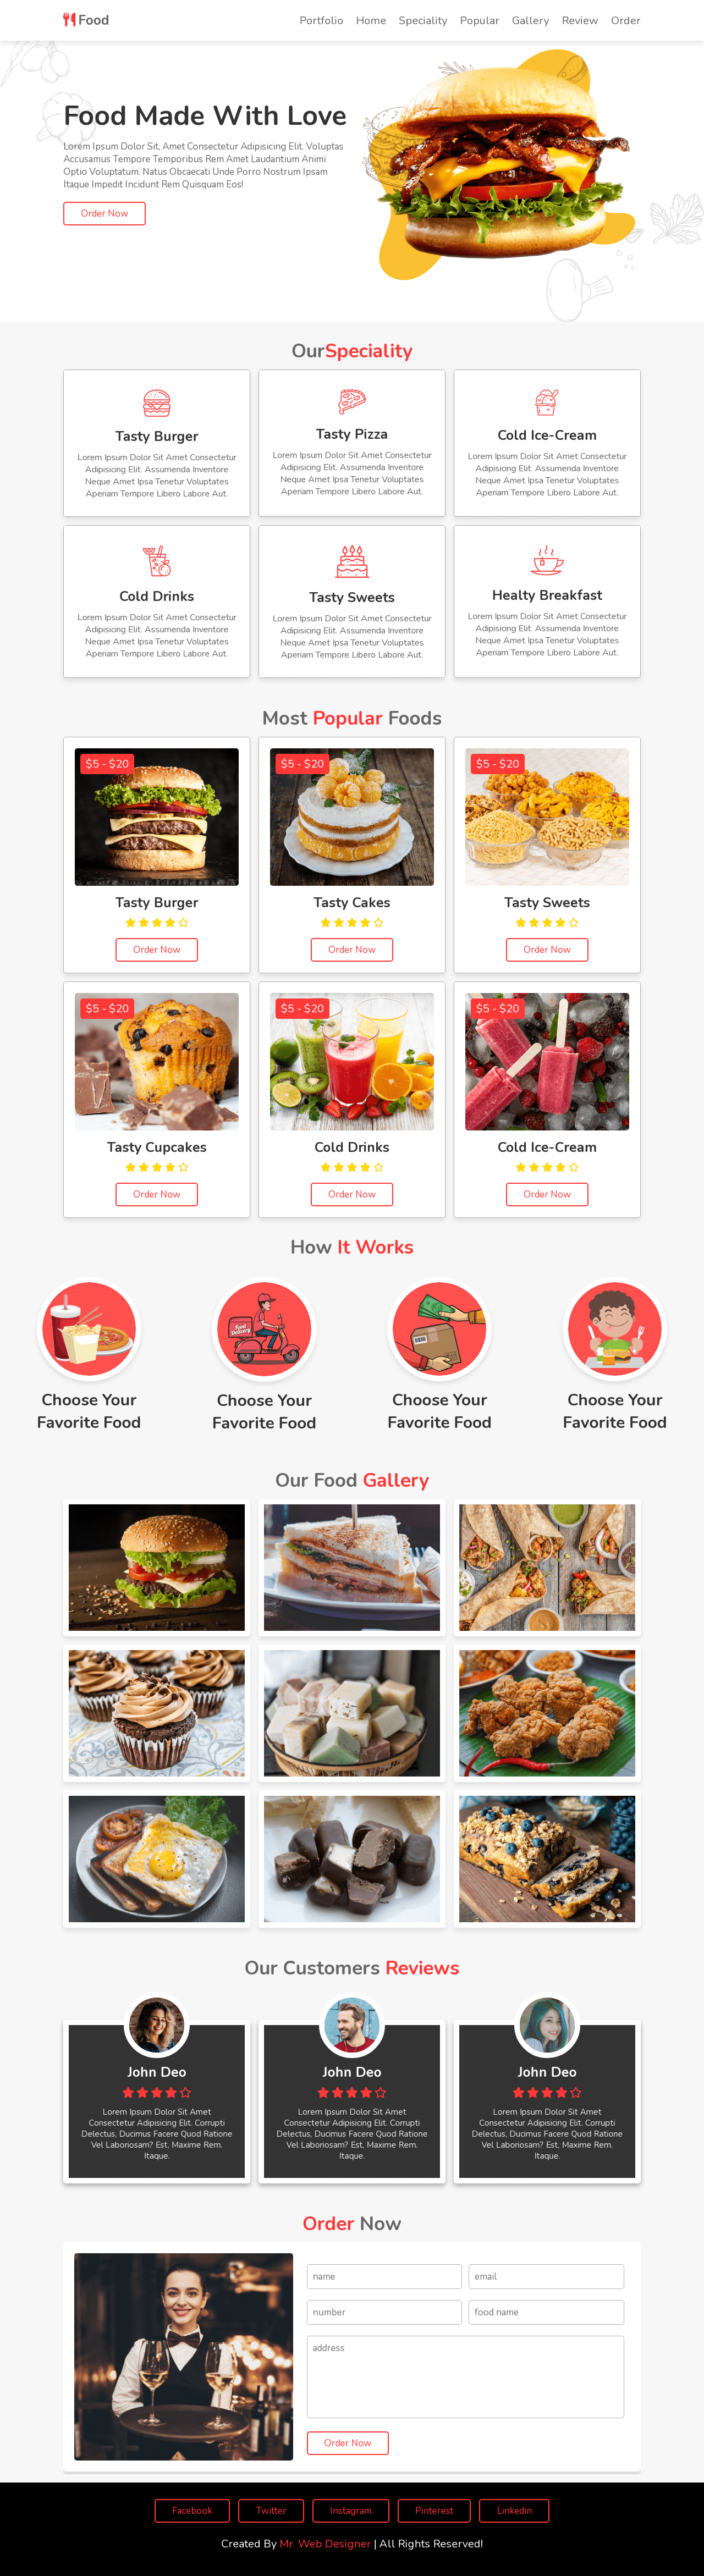 Food
Portfolio Home Speciality Popular Gallery Review Order
Food Made With Love
Lorem Ipsum Dolor Sit, Amet Consectetur Adipisicing Elit. Voluptas
Accusamus Tempore Temporibus Rem Amet Laudantium Animi
Optio Voluptatum. Natus Obcaecati Unde Porro Nostrum Ipsam
Itaque Impedit Incidunt Rem Quisquam Eos!
Order Now
OurSpeciality
Tasty Burger
Lorem Ipsum Dolor Sit Amet Consectetur
Adipisicing Elit. Assumenda Inventore
Neque Amet Ipsa Tenetur Voluptates
Aperiam Tempore Libero Labore Aut.
Tasty Pizza
Lorem Ipsum Dolor Sit Amet Consectetur
Adipisicing Elit. Assumenda Inventore
Neque Amet Ipsa Tenetur Voluptates
Aperiam Tempore Libero Labore Aut.
Cold Ice-Cream
Lorem Ipsum Dolor Sit Amet Consectetur
Adipisicing Elit. Assumenda Inventore
Neque Amet Ipsa Tenetur Voluptates
Aperiam Tempore Libero Labore Aut.
Cold Drinks
Lorem Ipsum Dolor Sit Amet Consectetur
Adipisicing Elit. Assumenda Inventore
Neque Amet Ipsa Tenetur Voluptates
Aperiam Tempore Libero Labore Aut.
Tasty Sweets
Lorem Ipsum Dolor Sit Amet Consectetur
Adipisicing Elit. Assumenda Inventore
Neque Amet Ipsa Tenetur Voluptates
Aperiam Tempore Libero Labore Aut.
Healty Breakfast
Lorem Ipsum Dolor Sit Amet Consectetur
Adipisicing Elit. Assumenda Inventore
Neque Amet Ipsa Tenetur Voluptates
Aperiam Tempore Libero Labore Aut.
Most Popular Foods
$5 - $20
Tasty Burger
Order Now
$5 - $20
Tasty Cakes
Order Now
$5 - $20
Tasty Sweets
Order Now
$5 - $20
Tasty Cupcakes
Order Now
$5 - $20
Cold Drinks
Order Now
$5 - $20
Cold Ice-Cream
Order Now
How It Works
Choose Your
Favorite Food
Food
Delivery
Choose Your
Favorite Food
Choose Your
Favorite Food
Choose Your
Favorite Food
Our Food Gallery
Our Customers Reviews
John Deo
Lorem Ipsum Dolor Sit Amet
Consectetur Adipisicing Elit. Corrupti
Delectus, Ducimus Facere Quod Ratione
Vel Laboriosam? Est, Maxime Rem.
Itaque.
John Deo
Lorem Ipsum Dolor Sit Amet
Consectetur Adipisicing Elit. Corrupti
Delectus, Ducimus Facere Quod Ratione
Vel Laboriosam? Est, Maxime Rem.
Itaque.
John Deo
Lorem Ipsum Dolor Sit Amet
Consectetur Adipisicing Elit. Corrupti
Delectus, Ducimus Facere Quod Ratione
Vel Laboriosam? Est, Maxime Rem.
Itaque.
Order Now
name
email
number
food name
address
Order Now
Facebook Twitter Instagram Pinterest Linkedin
Created By Mr. Web Designer | All Rights Reserved!